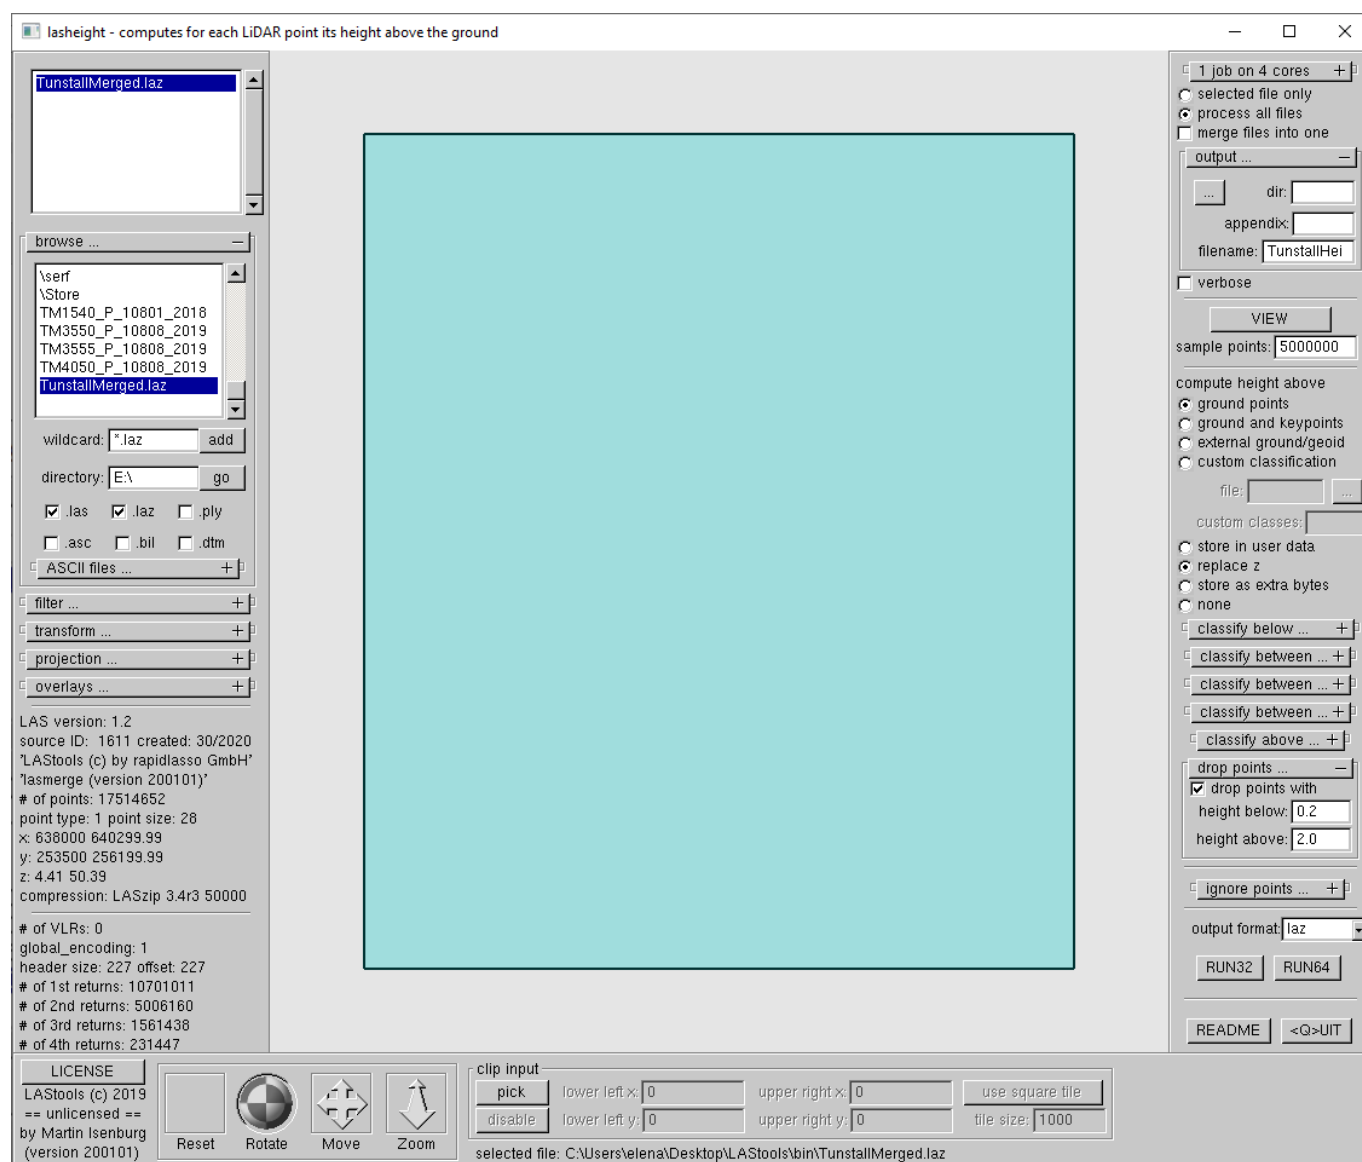 lasheight - computes for each LiDAR point its height above the ground
TunstallMerged.laz
browse ...
\serf
\Store
TM1540_P_10801_2018
TM3550_P_10808_2019
TM3555_P_10808_2019
TM4050_P_10808_2019
TunstallMerged.laz
wildcard: *.laz add
directory: E:\ go
.las .laz .ply
.asc .bil .dtm
ASCII files ... +
filter ... +
transform ... +
projection ... +
overlays ... +
LAS version: 1.2
source ID: 1611 created: 30/2020
'LAStools (c) by rapidlasso GmbH'
'lasmerge (version 200101)'
# of points: 17514652
point type: 1 point size: 28
x: 638000 640299.99
y: 253500 256199.99
z: 4.41 50.39
compression: LASzip 3.4r3 50000
# of VLRs: 0
global_encoding: 1
header size: 227 offset: 227
# of 1st returns: 10701011
# of 2nd returns: 5006160
# of 3rd returns: 1561438
# of 4th returns: 231447
1 job on 4 cores +
selected file only
process all files
merge files into one
output ... –
... dir:
appendix:
filename: TunstallHei
verbose
VIEW
sample points: 5000000
compute height above
ground points
ground and keypoints
external ground/geoid
custom classification
file: ...
custom classes:
store in user data
replace z
store as extra bytes
none
classify below ... +
classify between ... +
classify between ... +
classify between ... +
classify above ... +
drop points ... –
drop points with
height below: 0.2
height above: 2.0
ignore points ... +
output format: laz
RUN32 RUN64
README <Q>UIT
LICENSE
LAStools (c) 2019
== unlicensed ==
by Martin Isenburg
(version 200101)
Reset Rotate Move Zoom
clip input
pick lower left x: 0 upper right x: 0 use square tile
disable lower left y: 0 upper right y: 0 tile size: 1000
selected file: C:\Users\elena\Desktop\LAStools\bin\TunstallMerged.laz